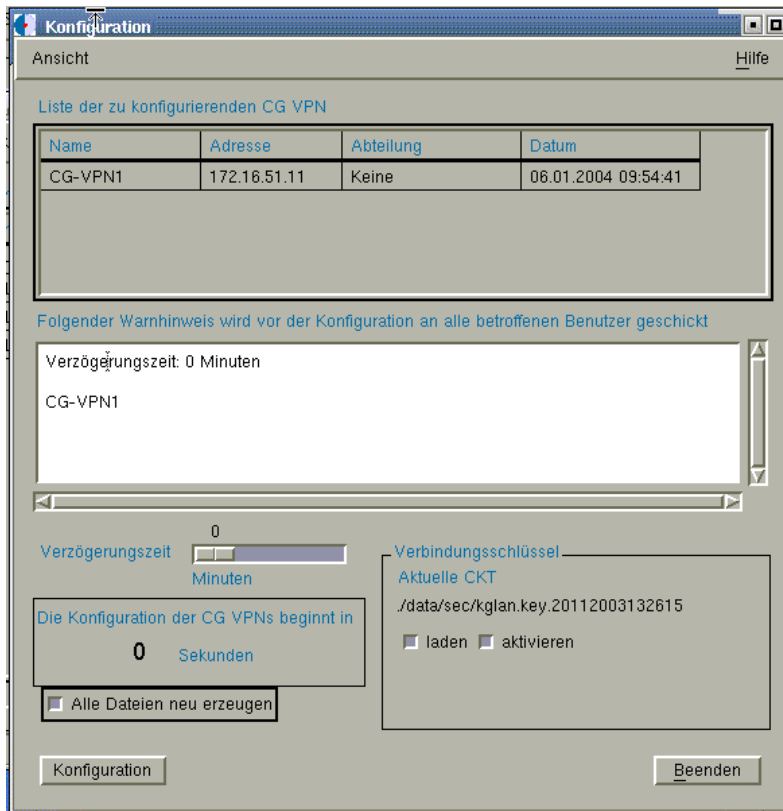 Konfiguration
Ansicht Hilfe
Liste der zu konfigurierenden CG VPN
Name Adresse Abteilung Datum
CG-VPN1 172.16.51.11 Keine 06.01.2004 09:54:41
Folgender Warnhinweis wird vor der Konfiguration an alle betroffenen Benutzer geschickt
Verzögerungszeit: 0 Minuten
CG-VPN1
0
Verzögerungszeit
Minuten
Die Konfiguration der CG VPNs beginnt in
0 Sekunden
Alle Dateien neu erzeugen
Verbindungsschlüssel
Aktuelle CKT
./data/sec/kglan.key.20112003132615
laden aktivieren
Konfiguration Beenden